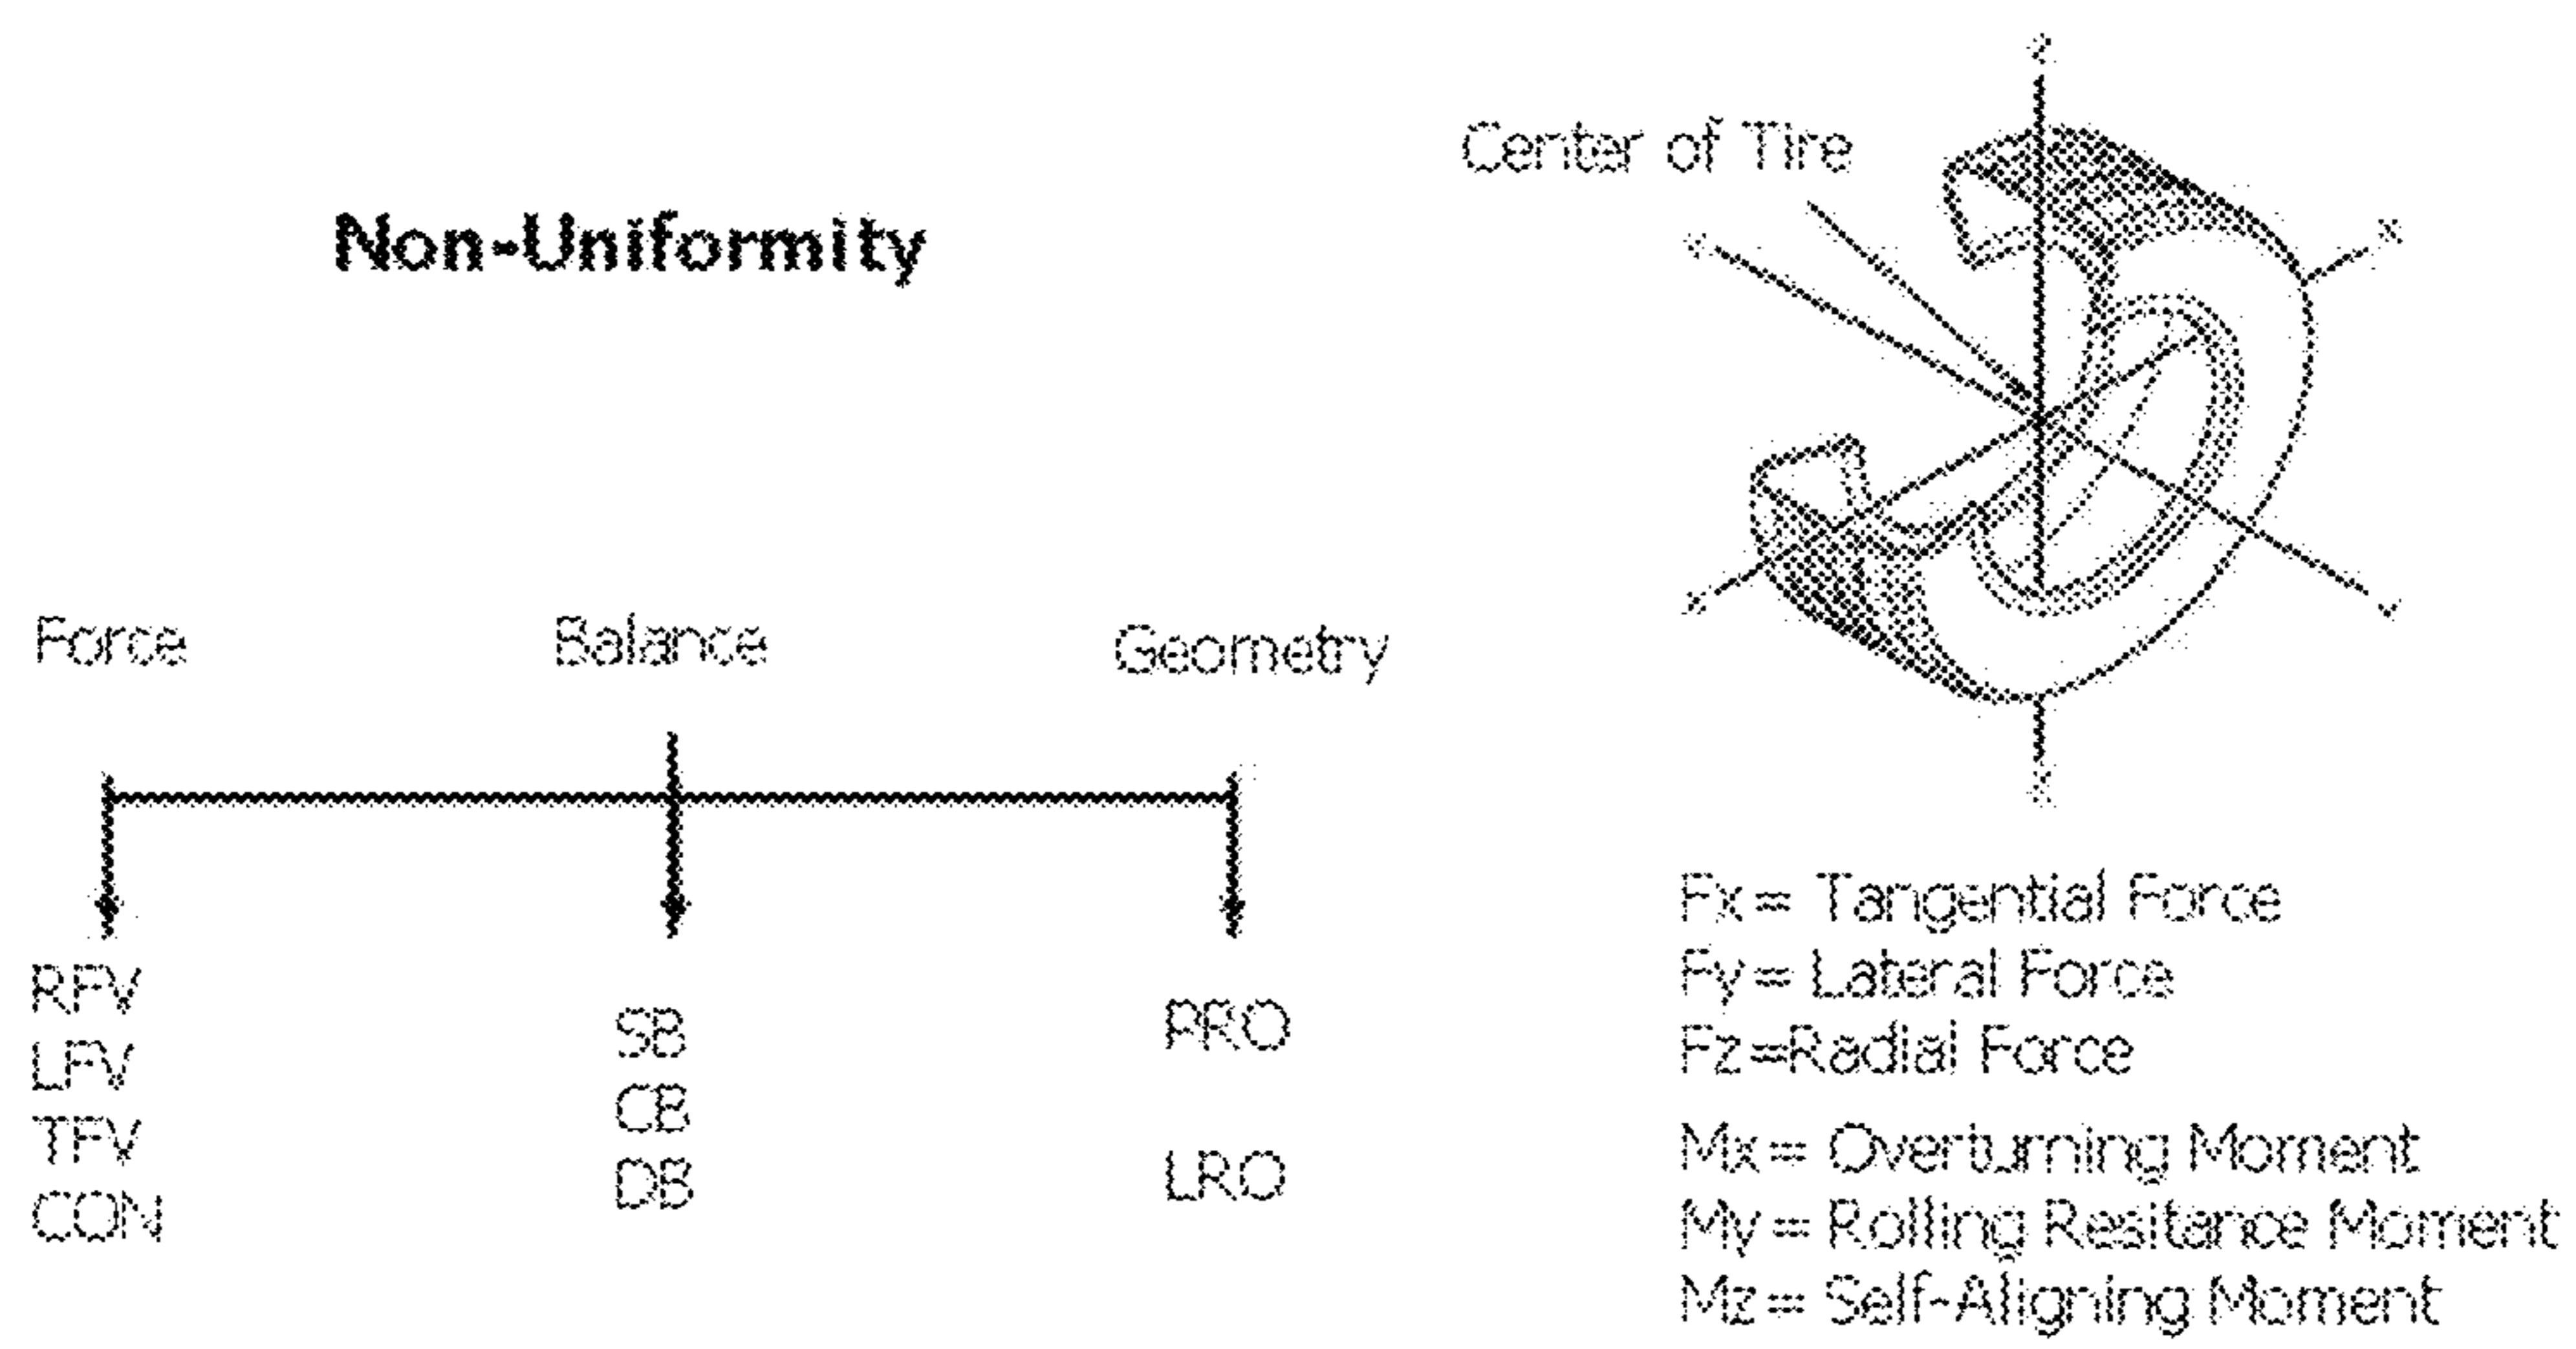 Non-Uniformity
Force
Balance
Geometry
RFV
LFV
TFV
CON
SB
CB
DB
RRO
LRO
Center of Tire
z
x
x
Fx= Tangential Force
Fy= Lateral Force
Fz=Radial Force
Mx= Overturning Moment
My= Rolling Resitance Moment
Mz= Self-Aligning Moment